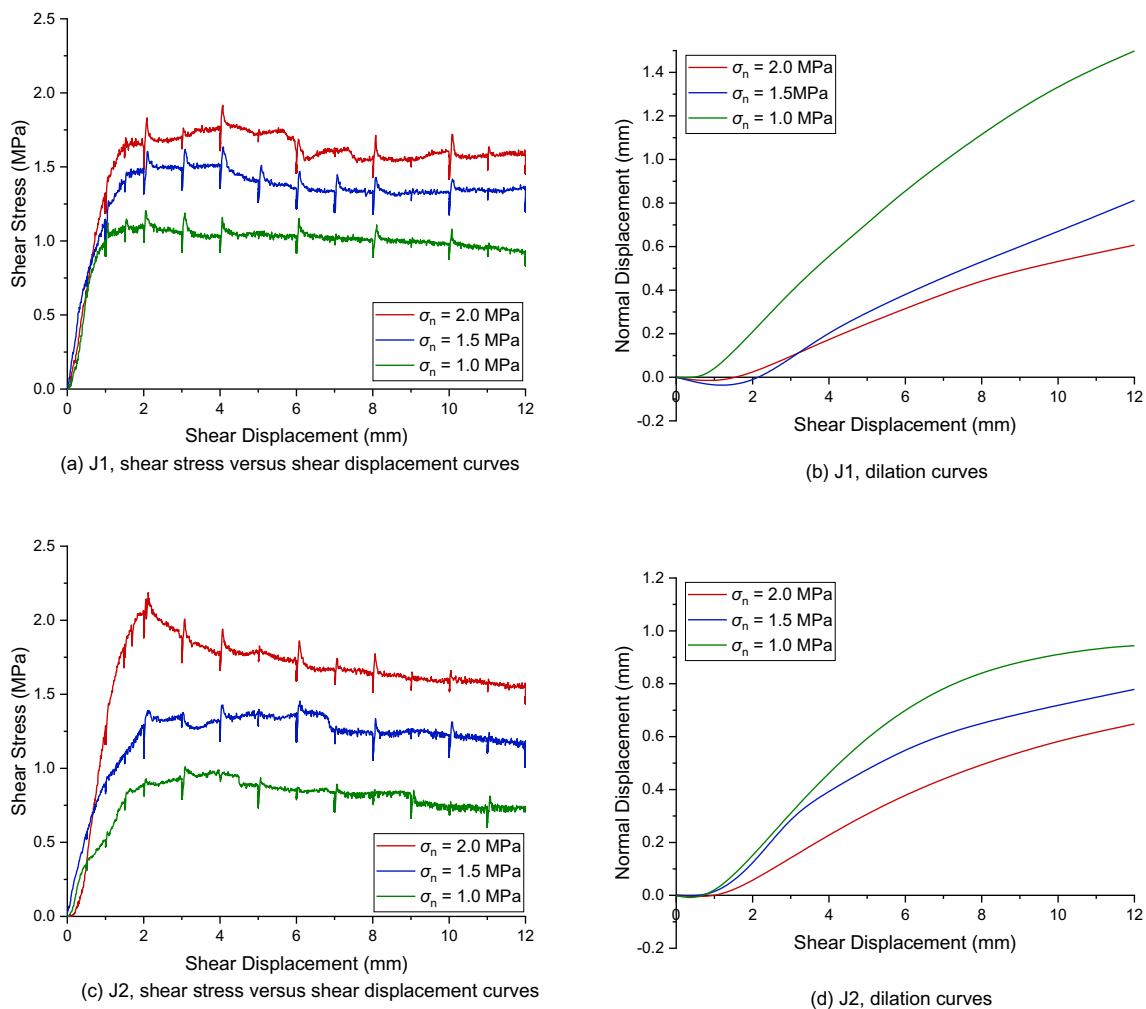 2.5
2.0
1.5
1.0
0.5
0.0
Shear Stress (MPa)
σn = 2.0 MPa
σn = 1.5 MPa
σn = 1.0 MPa
0 2 4 6 8 10 12
Shear Displacement (mm)
(a) J1, shear stress versus shear displacement curves
1.4
1.2
1.0
0.8
0.6
0.4
0.2
0.0
-0.2
Normal Displacement (mm)
σn = 2.0 MPa
σn = 1.5MPa
σn = 1.0 MPa
0 2 4 6 8 10 12
Shear Displacement (mm)
(b) J1, dilation curves
2.5
2.0
1.5
1.0
0.5
0.0
Shear Stress (MPa)
σn = 2.0 MPa
σn = 1.5 MPa
σn = 1.0 MPa
0 2 4 6 8 10 12
Shear Displacement (mm)
(c) J2, shear stress versus shear displacement curves
1.2
1.0
0.8
0.6
0.4
0.2
0.0
-0.2
Normal Displacement (mm)
σn = 2.0 MPa
σn = 1.5 MPa
σn = 1.0 MPa
0 2 4 6 8 10 12
Shear Displacement (mm)
(d) J2, dilation curves